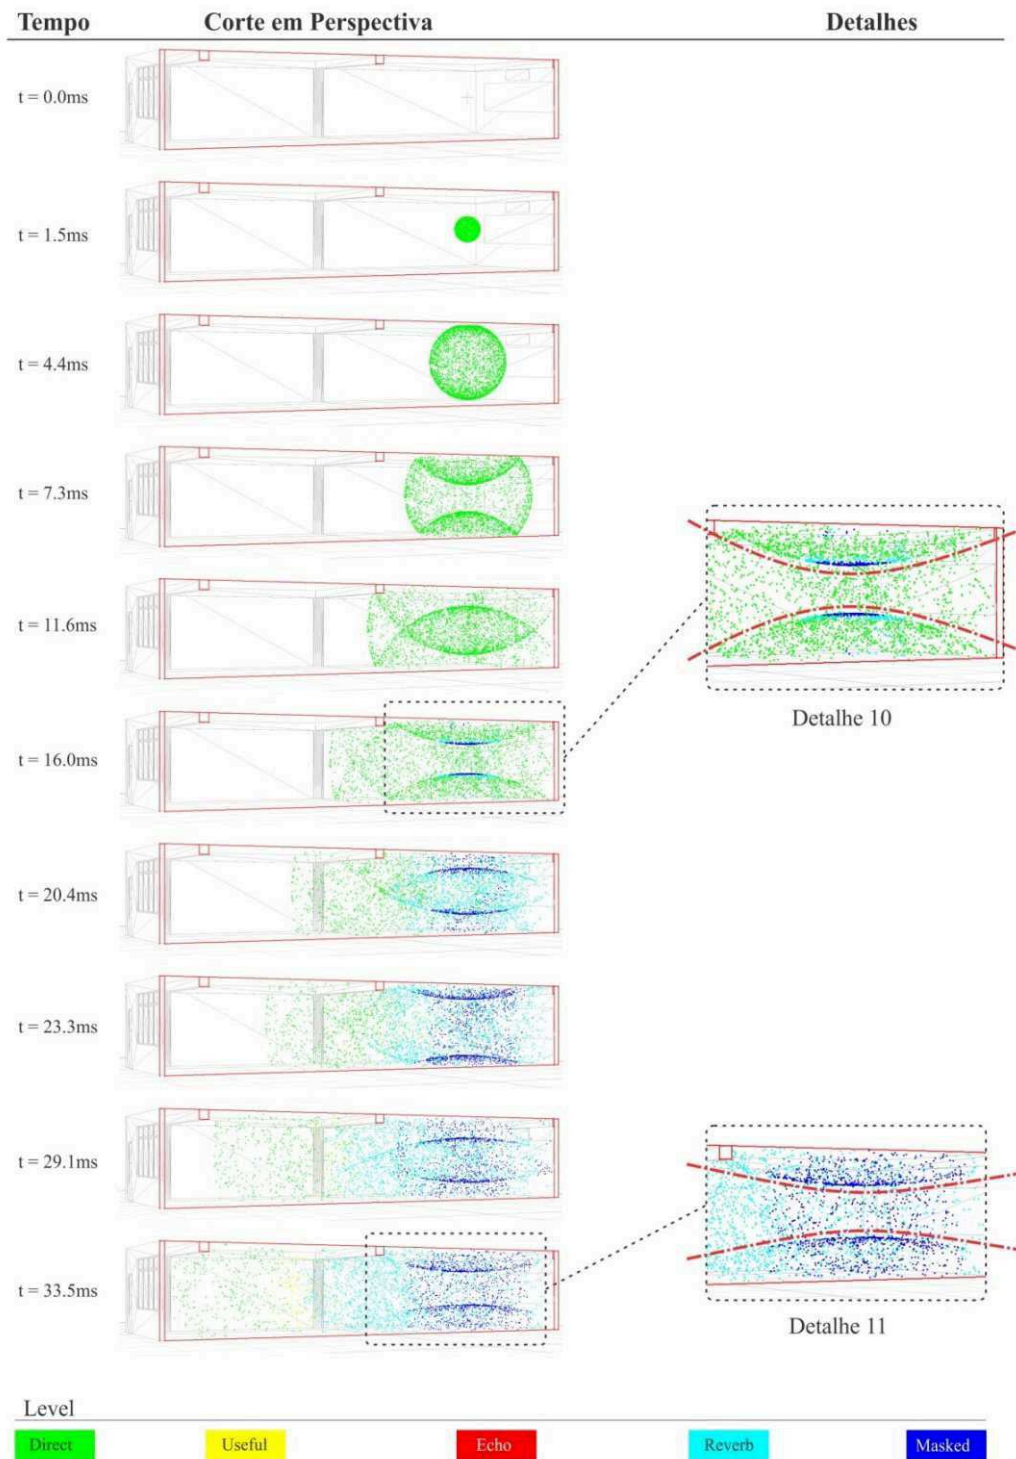 Tempo Corte em Perspectiva Detalhes
t = 0.0ms
t = 1.5ms
t = 4.4ms
t = 7.3ms
t = 11.6ms
Detalhe 10
t = 16.0ms
t = 20.4ms
t = 23.3ms
t = 29.1ms
t = 33.5ms
Detalhe 11
Level
Direct Useful Echo Reverb Masked